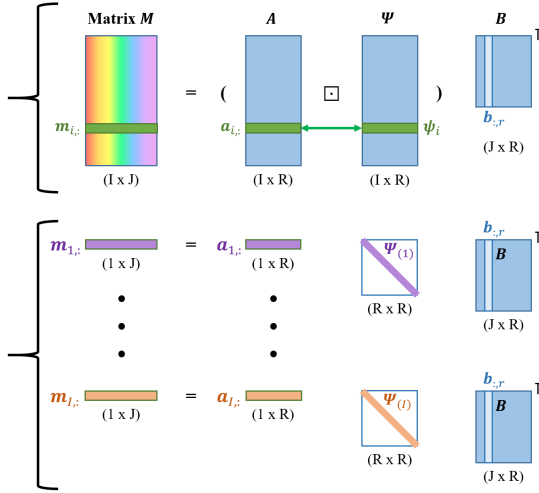 Matrix M A Ψ B
= ( ⊡ ) T
m_{i,:} a_{i,:} ψ_i b_{:,r}
(I x J) (I x R) (I x R) (J x R)
m_{1,:} = a_{1,:} Ψ_{(1)} b_{:,r} B T
(1 x J) (1 x R) (R x R) (J x R)
m_{I,:} = a_{I,:} Ψ_{(I)} b_{:,r} B T
(1 x J) (1 x R) (R x R) (J x R)